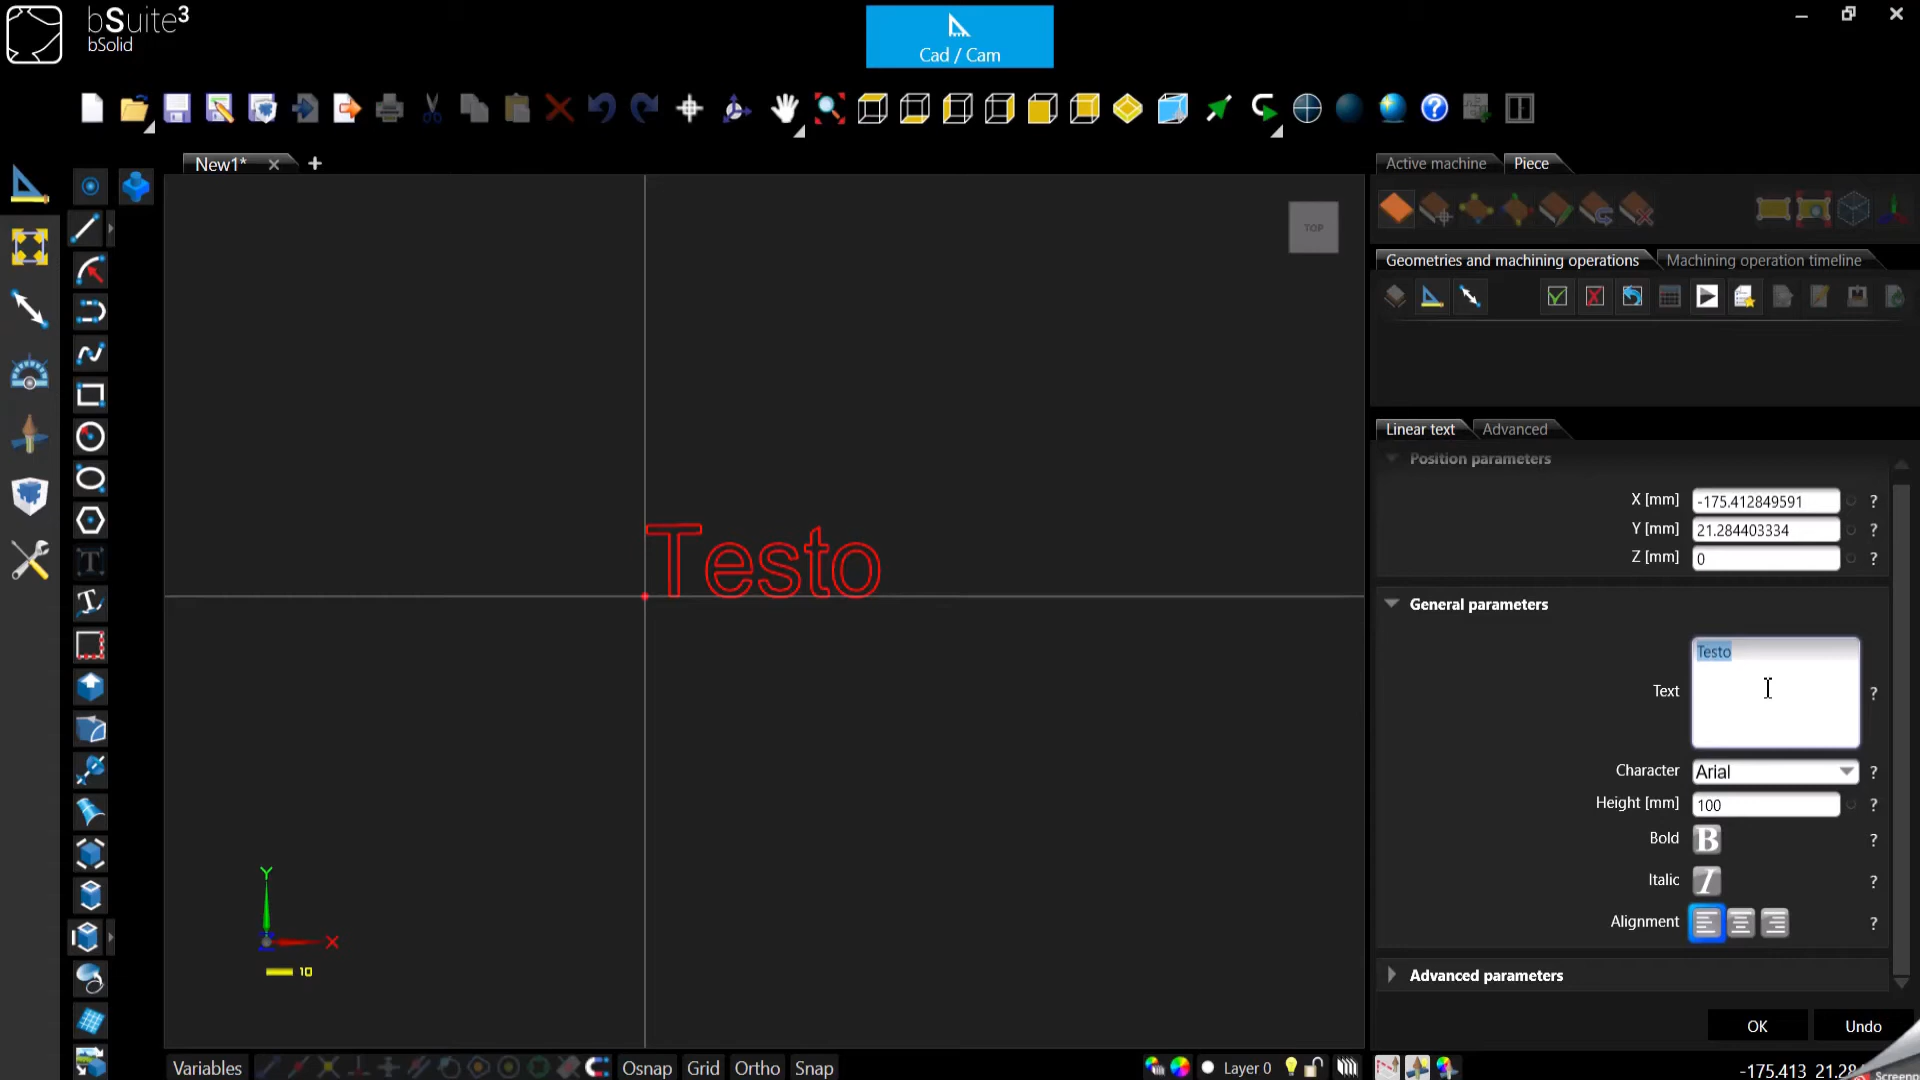 bSuite³
bSolid
Cad / Cam
New1*
TOP
Active machine
Piece
Geometries and machining operations
Machining operation timeline
Linear text
Advanced
Position parameters
X [mm] -175.412849591 ?
Y [mm] 21.284403334 ?
Z [mm] 0 ?
General parameters
Testo
Testo
Text ?
Character Arial ?
Height [mm] 100 ?
Bold B ?
Italic I ?
Alignment ?
Y
X
10
Advanced parameters
OK
Undo
Variables
Osnap
Grid
Ortho
Snap
Layer 0
-175.413